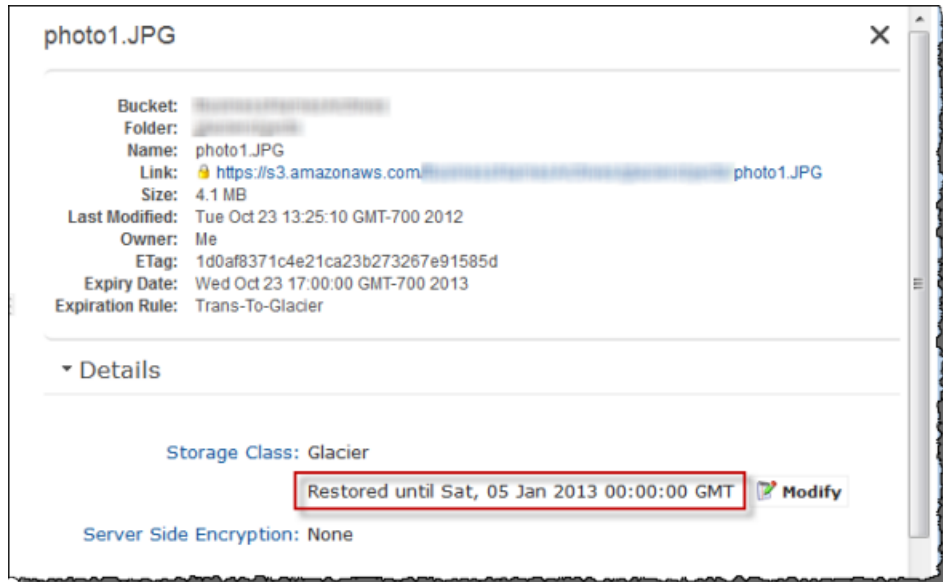 photo1.JPG
Bucket:
Folder:
Name: photo1.JPG
Link: https://s3.amazonaws.com/ photo1.JPG
Size: 4.1 MB
Last Modified: Tue Oct 23 13:25:10 GMT-700 2012
Owner: Me
ETag: 1d0af8371c4e21ca23b273267e91585d
Expiry Date: Wed Oct 23 17:00:00 GMT-700 2013
Expiration Rule: Trans-To-Glacier
Details
Storage Class: Glacier
Restored until Sat, 05 Jan 2013 00:00:00 GMT Modify
Server Side Encryption: None